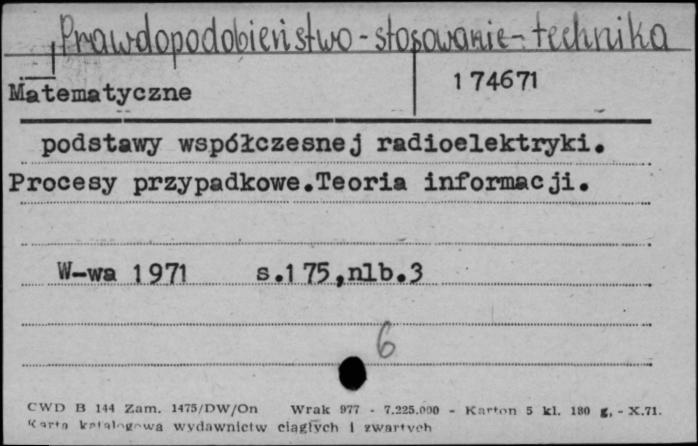 Prawdopodobieństwo - stosowanie - technika
Matematyczne
174671
podstawy współczesnej radioelektryki.
Procesy przypadkowe.Teoria informacji.
W-wa 1971 s.175,nlb.3
6
CWD B 144 Zam. 1475/DW/On Wrak 977 - 7.225.000 - Karton 5 kl. 180 g, - X.71.
Karta katalogowa wydawnictw ciągłych i zwartych